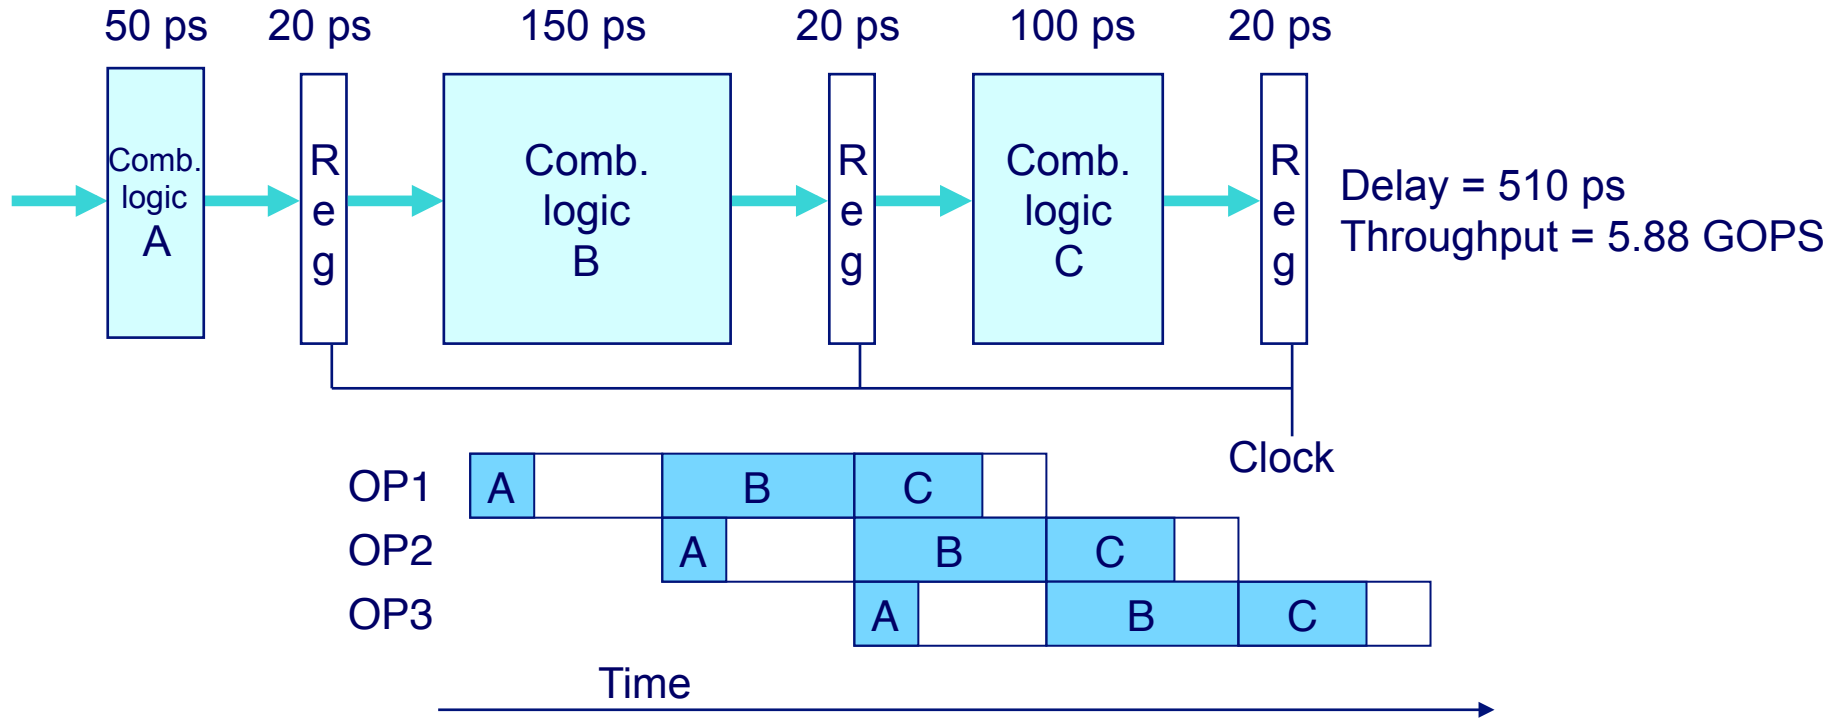 50 ps 20 ps 150 ps 20 ps 100 ps 20 ps
Comb.
logic
A
R
e
g
Comb.
logic
B
R
e
g
Comb.
logic
C
R
e
g
Delay = 510 ps
Throughput = 5.88 GOPS
Clock
OP1 A B C
OP2 A B C
OP3 A B C
Time